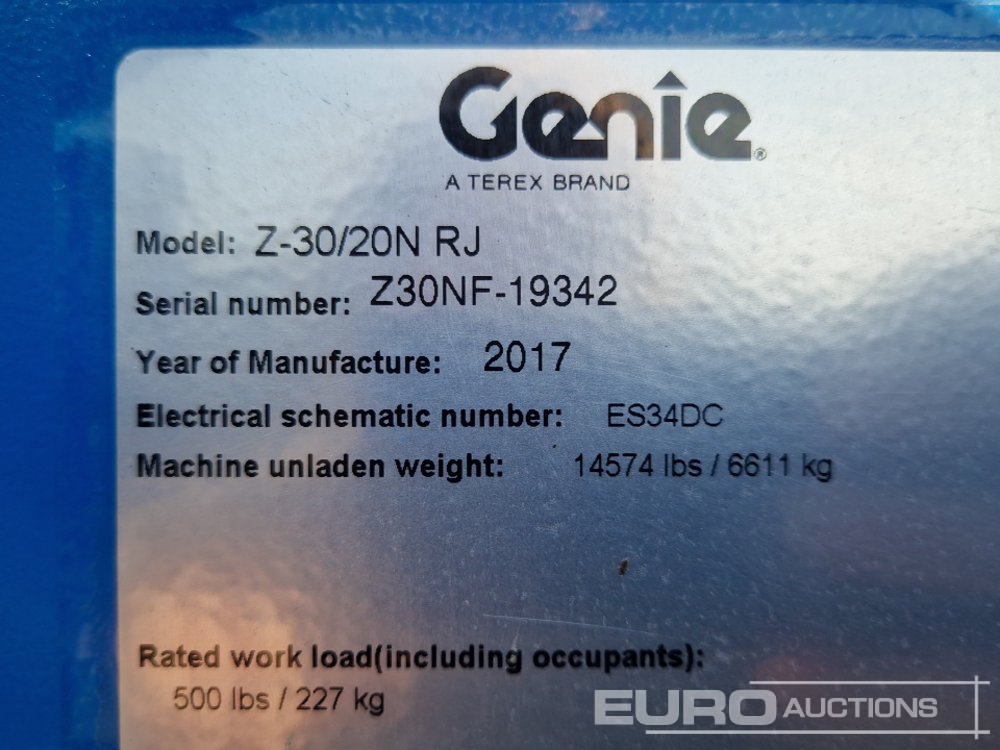 Genie®
A TEREX BRAND
Model: Z-30/20N RJ
Serial number: Z30NF-19342
Year of Manufacture: 2017
Electrical schematic number: ES34DC
Machine unladen weight: 14574 lbs / 6611 kg
Rated work load(including occupants):
500 lbs / 227 kg
EURO AUCTIONS